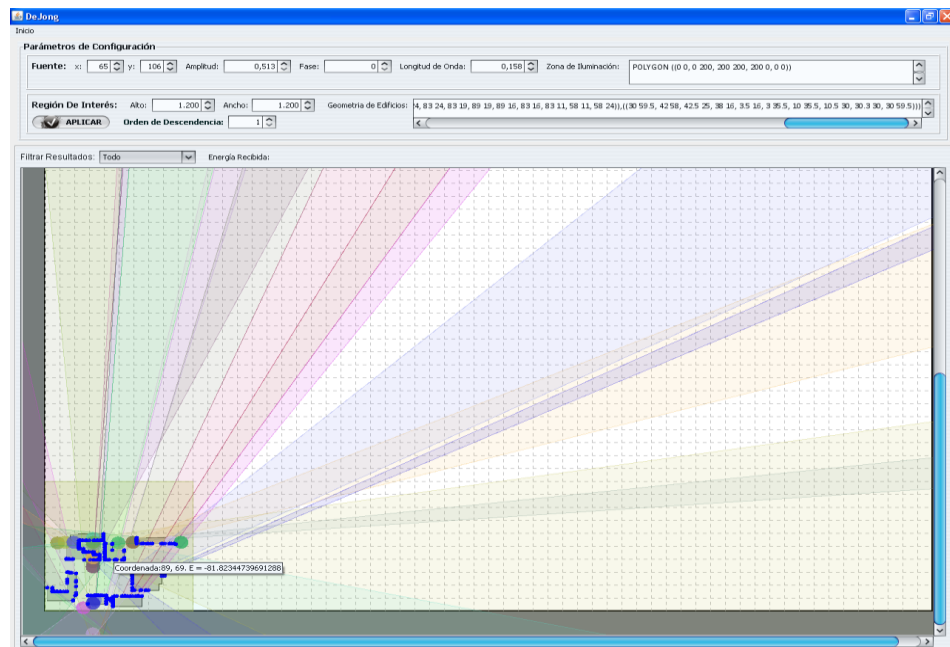 DeJong
Inicio
Parámetros de Configuración
Fuente: x: 65 y: 106 Amplitud: 0,513 Fase: 0 Longitud de Onda: 0,158 Zona de Iluminación: POLYGON ((0 0, 0 200, 200 200, 200 0, 0 0))
Región De Interés: Alto: 1.200 Ancho: 1.200 Geometria de Edificios: 4, 83 24, 83 19, 89 19, 89 16, 83 16, 83 11, 58 11, 58 24)),((30 59.5, 42 58, 42.5 25, 38 16, 3.5 16, 3 35.5, 10 35.5, 10.5 30, 30.3 30, 30 59.5)))
APLICAR Orden de Descendencia: 1
Filtrar Resultados: Todo Energía Recibida:
Coordenada:89, 69. E = -81.82344739691288